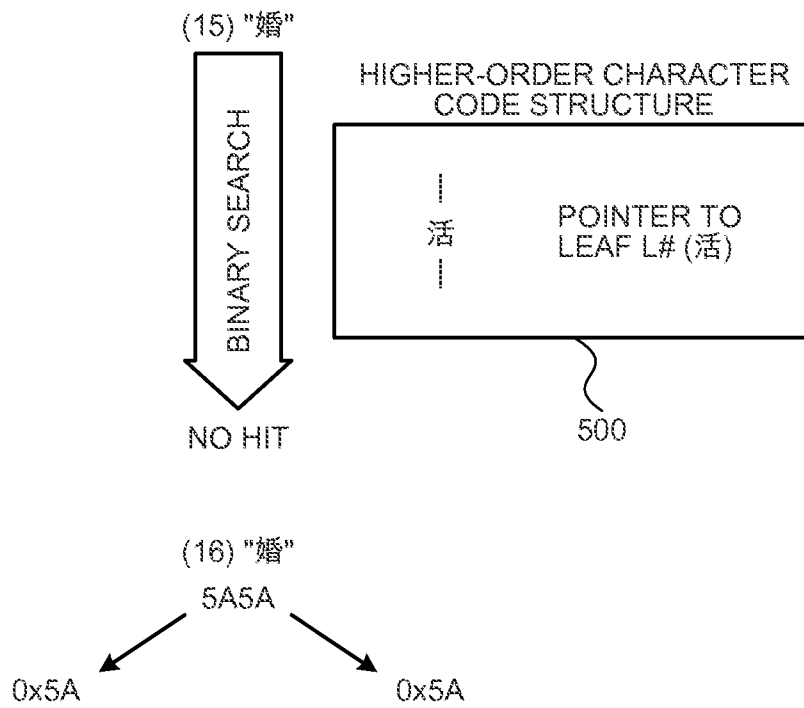 (15) "婚"
HIGHER-ORDER CHARACTER
CODE STRUCTURE
BINARY SEARCH
活
POINTER TO
LEAF L# (活)
NO HIT
500
(16) "婚"
5A5A
0x5A
0x5A